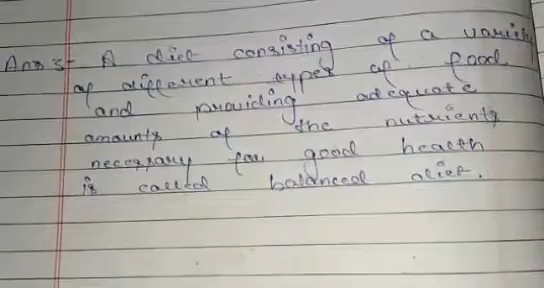 Ans 3- A diet consisting of a variety
of different types of food
and providing adequate
amounts of the nutrients
necessary for good health
is called balanced diet.